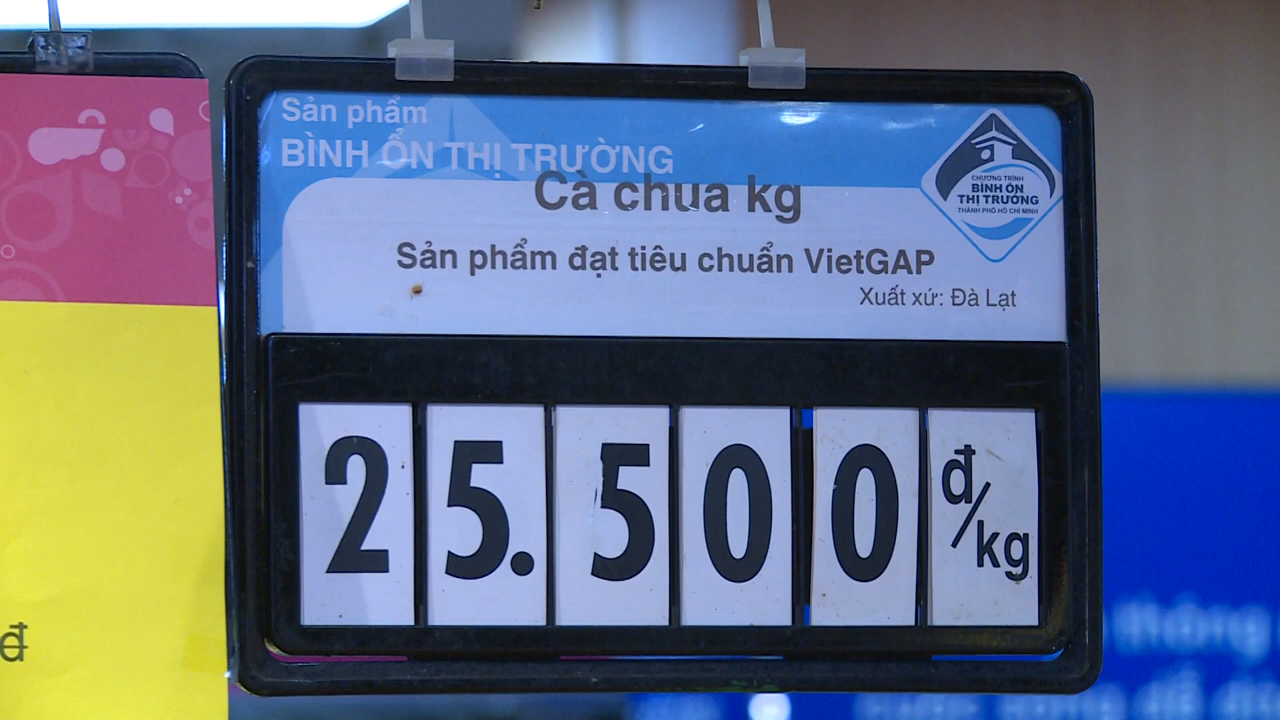 Sản phẩm
BÌNH ỔN THỊ TRƯỜNG
Cà chua kg
CHƯƠNG TRÌNH
BÌNH ỔN
THỊ TRƯỜNG
THÀNH PHỐ HỒ CHÍ MINH
Sản phẩm đạt tiêu chuẩn VietGAP
Xuất xứ: Đà Lạt
25.500 đ/kg
đ
thông